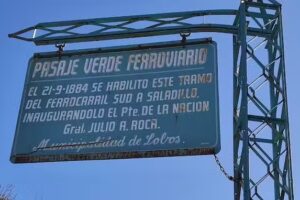 PASAJE VERDE FERROVIARIO
EL 21-9-1884 SE HABILITO ESTE TRAMO
DEL FERROCARRIL SUD A SALADILLO.
INAUGURANDOLO EL Pte. DE LA NACION
Gral. JULIO A. ROCA.
Municipalidad de Lobos.